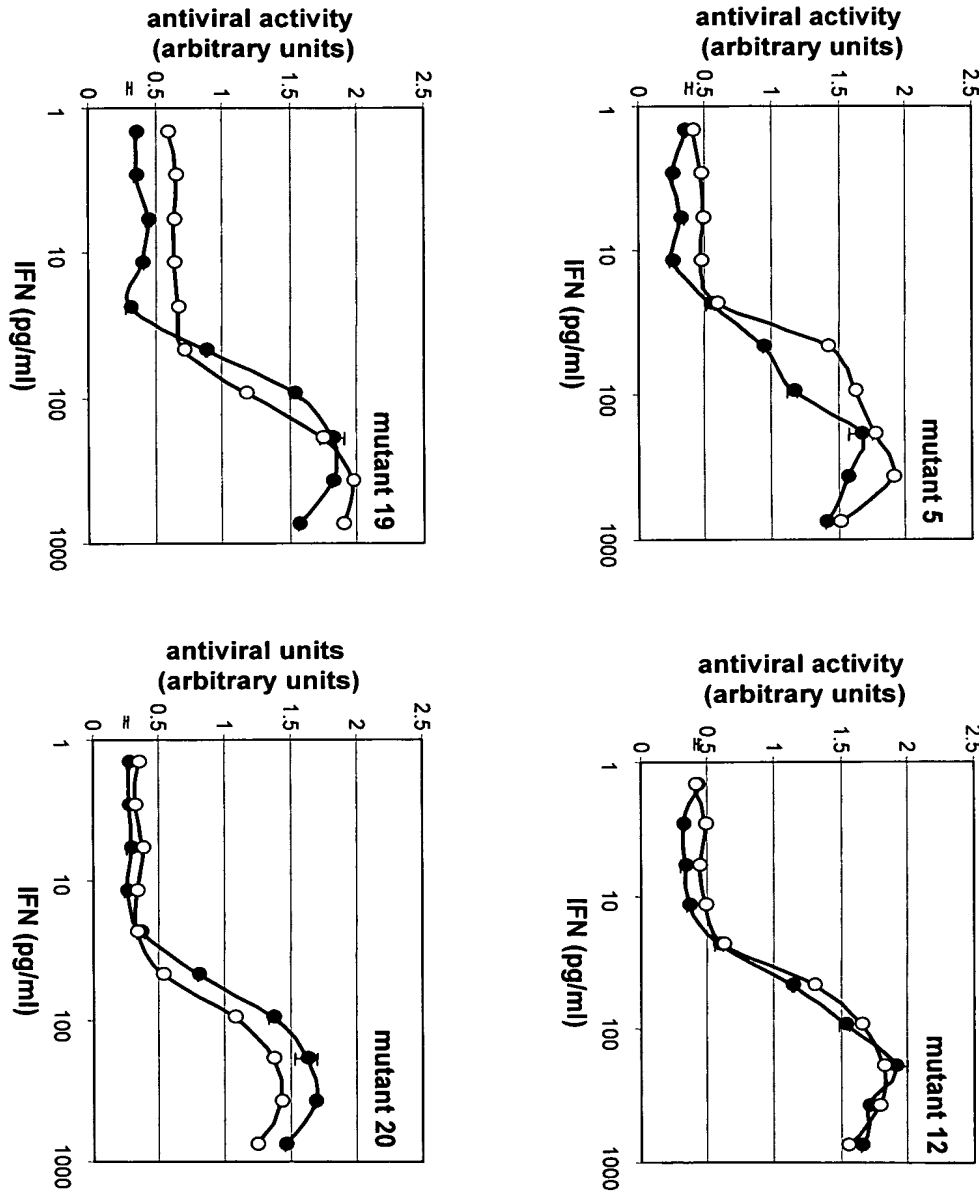 antiviral activity
(arbitrary units)
2.5
2
1.5
1
0.5
0
1
10
100
1000
IFN (pg/ml)
mutant 5
antiviral activity
(arbitrary units)
2.5
2
1.5
1
0.5
0
1
10
100
1000
IFN (pg/ml)
mutant 12
antiviral activity
(arbitrary units)
2.5
2
1.5
1
0.5
0
1
10
100
1000
IFN (pg/ml)
mutant 19
antiviral units
(arbitrary units)
2.5
2
1.5
1
0.5
0
1
10
100
1000
IFN (pg/ml)
mutant 20